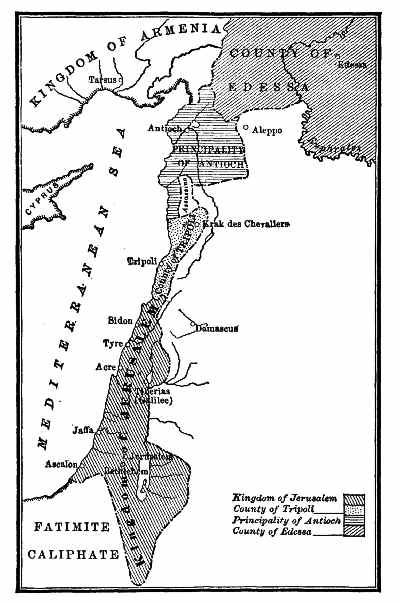 KINGDOM OF ARMENIA
COUNTY OF
EDESSA
Edessa
Tarsus
Euphrates
Antioch
Aleppo
PRINCIPALITY
OF ANTIOCH
CYPRUS
MEDITERRANEAN SEA
Krak des Chevaliers
County of TRIPOLI
Tripoli
Kingdom of JERUSALEM
Sidon
Damascus
Tyre
Acre
Tiberias
(Galilee)
Jaffa
Jerusalem
Bethlehem
Ascalon
FATIMITE
CALIPHATE
Kingdom of Jerusalem
County of Tripoli
Principality of Antioch
County of Edessa